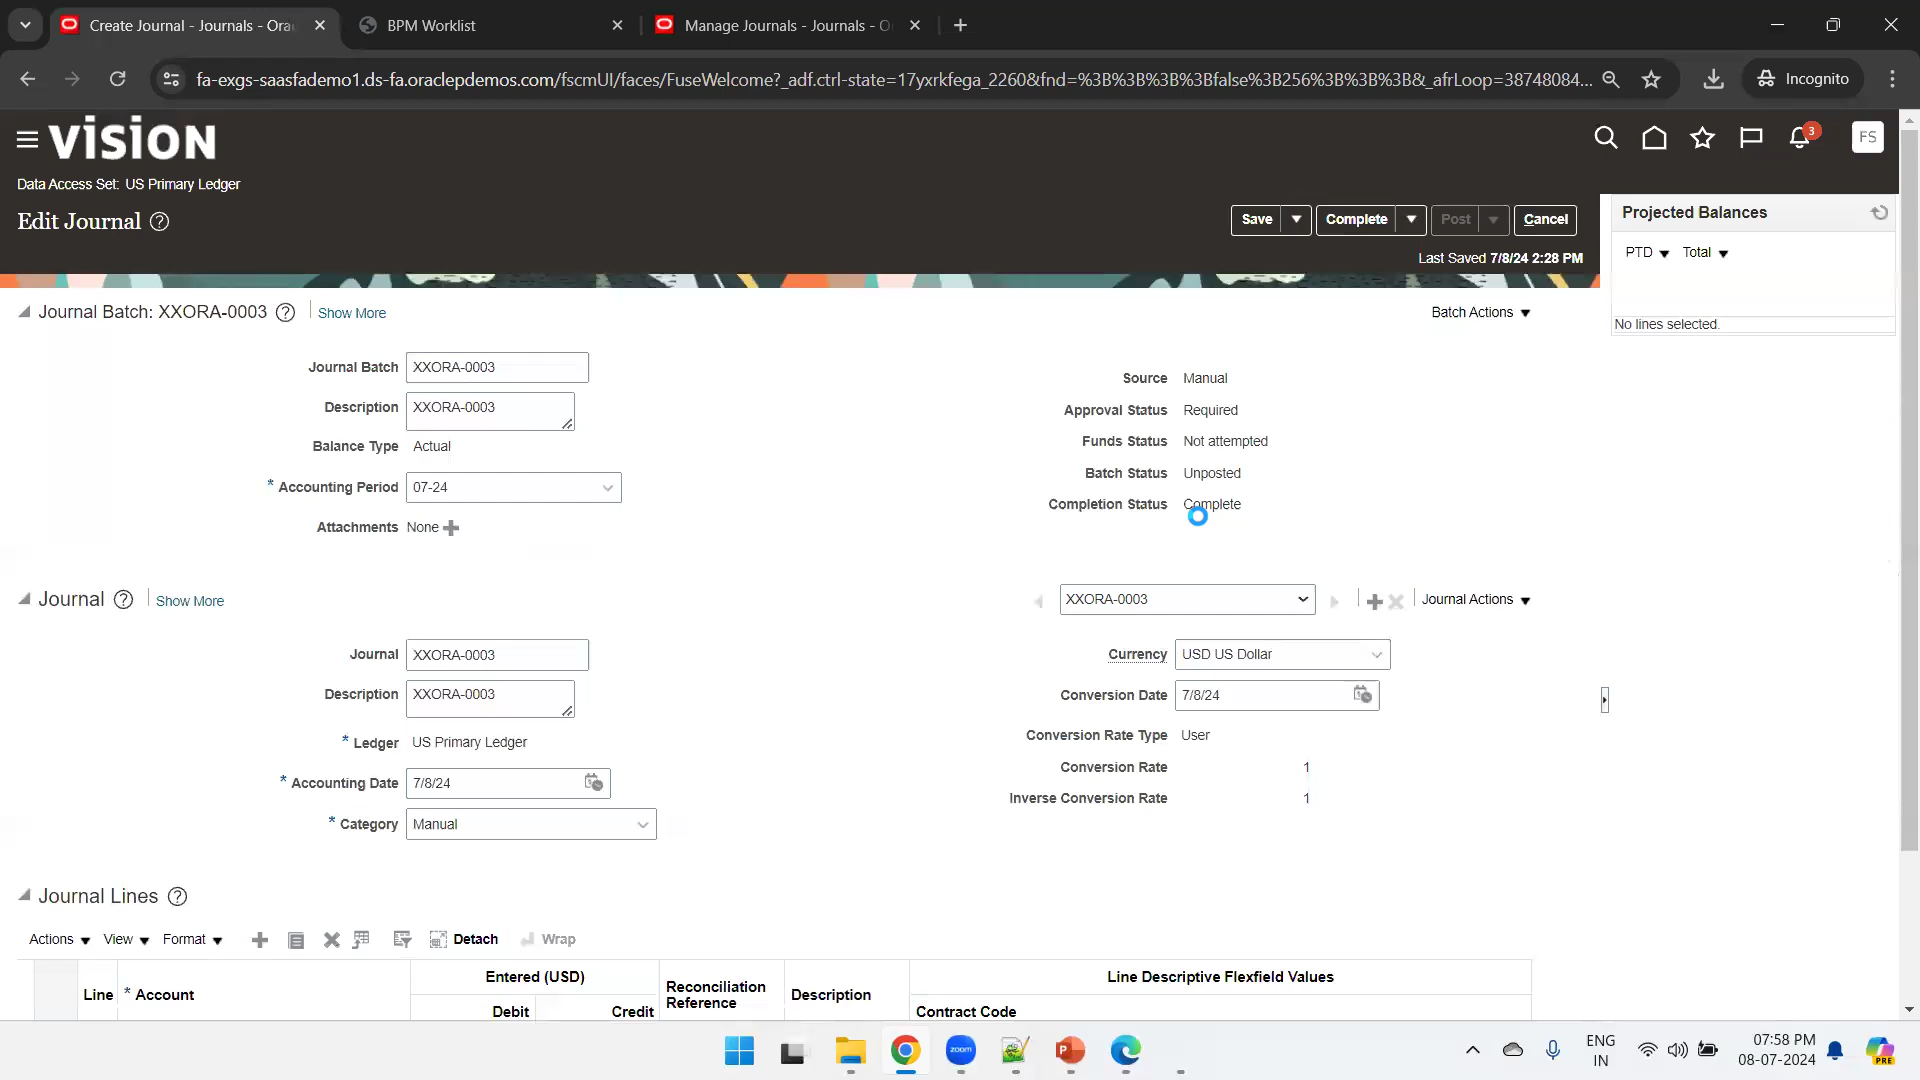 Create Journal - Journals - Ora
BPM Worklist
Manage Journals - Journals - O
fa-exgs-saasfademo1.ds-fa.oraclepdemos.com/fscmUI/faces/FuseWelcome?_adf.ctrl-state=17yxrkfega_2260&fnd=%3B%3B%3B%3Bfalse%3B256%3B%3B%3B&_afrLoop=38748084...
Incognito
VISION
3
FS
Data Access Set: US Primary Ledger
Edit Journal
Save
Complete
Post
Cancel
Last Saved 7/8/24 2:28 PM
Projected Balances
PTD
Total
No lines selected.
Journal Batch: XXORA-0003
Show More
Batch Actions
Journal Batch XXORA-0003
Description XXORA-0003
Balance Type Actual
* Accounting Period 07-24
Attachments None
Source Manual
Approval Status Required
Funds Status Not attempted
Batch Status Unposted
Completion Status Complete
Journal
Show More
XXORA-0003
Journal Actions
Journal XXORA-0003
Description XXORA-0003
* Ledger US Primary Ledger
* Accounting Date 7/8/24
* Category Manual
Currency USD US Dollar
Conversion Date 7/8/24
Conversion Rate Type User
Conversion Rate 1
Inverse Conversion Rate 1
Journal Lines
Actions
View
Format
Detach
Wrap
Line
* Account
Entered (USD)
Debit
Credit
Reconciliation
Reference
Description
Line Descriptive Flexfield Values
Contract Code
zoom
ENG
IN
07:58 PM
08-07-2024
PRE